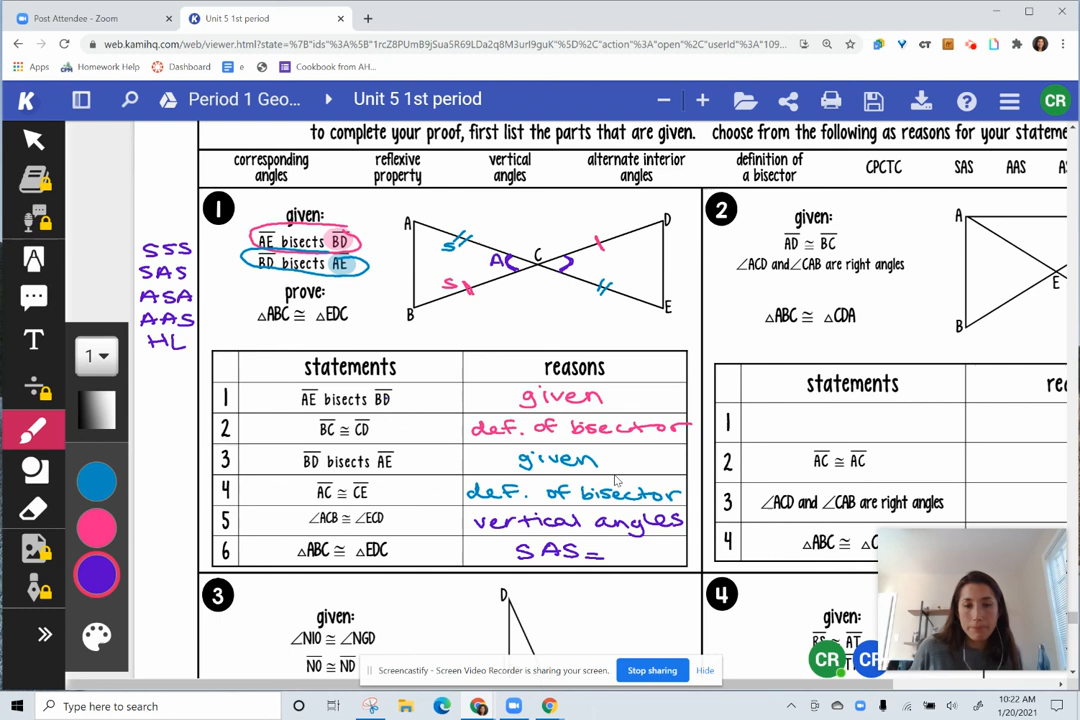 Post Attendee - Zoom
Unit 5 1st period
web.kamihq.com/web/viewer.html?state=%7B"ids"%3A%5B"1rcZ8PUmB9jSua5R69LDa2q8M3urI9guK"%5D%2C"action"%3A"open"%2C"userId"%3A"109...
Apps
Homework Help
Dashboard
e
Cookbook from AH...
K
Period 1 Geo...
Unit 5 1st period
CR
to complete your proof, first list the parts that are given. choose from the following as reasons for your stateme
corresponding angles
reflexive property
vertical angles
alternate interior angles
definition of a bisector
CPCTC
SAS
AAS
SSS
SAS
ASA
AAS
HL
1
given:
AE bisects BD
BD bisects AE
prove:
△ABC ≅ △EDC
A
D
S
A
C
S
B
E
statements
reasons
1 AE bisects BD given
2 BC ≅ CD def. of bisector
3 BD bisects AE given
4 AC ≅ CE def. of bisector
5 ∠ACB ≅ ∠ECD vertical angles
6 △ABC ≅ △EDC SAS =
2
given:
AD ≅ BC
∠ACD and ∠CAB are right angles
△ABC ≅ △CDA
A
E
B
statements
rea
1
2 AC ≅ AC
3 ∠ACD and ∠CAB are right angles
4 △ABC ≅ △C
3
given:
∠NIO ≅ ∠NGD
NO ≅ ND
D
4
given:
RS ≅ AT
CR
T
1
Screencastify - Screen Video Recorder is sharing your screen.
Stop sharing
Hide
Type here to search
10:22 AM
1/20/2021